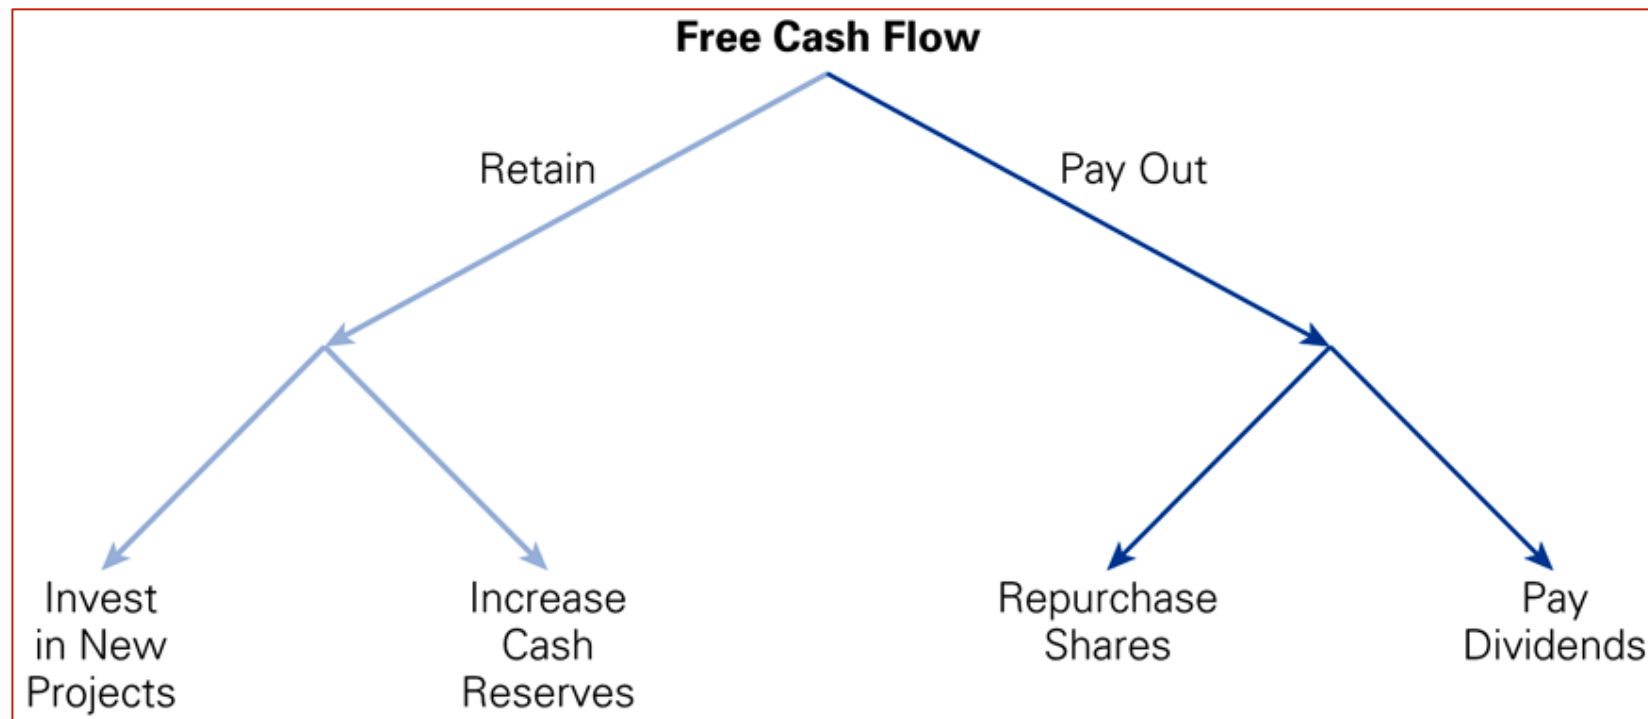 Free Cash Flow
Retain
Pay Out
Invest
in New
Projects
Increase
Cash
Reserves
Repurchase
Shares
Pay
Dividends